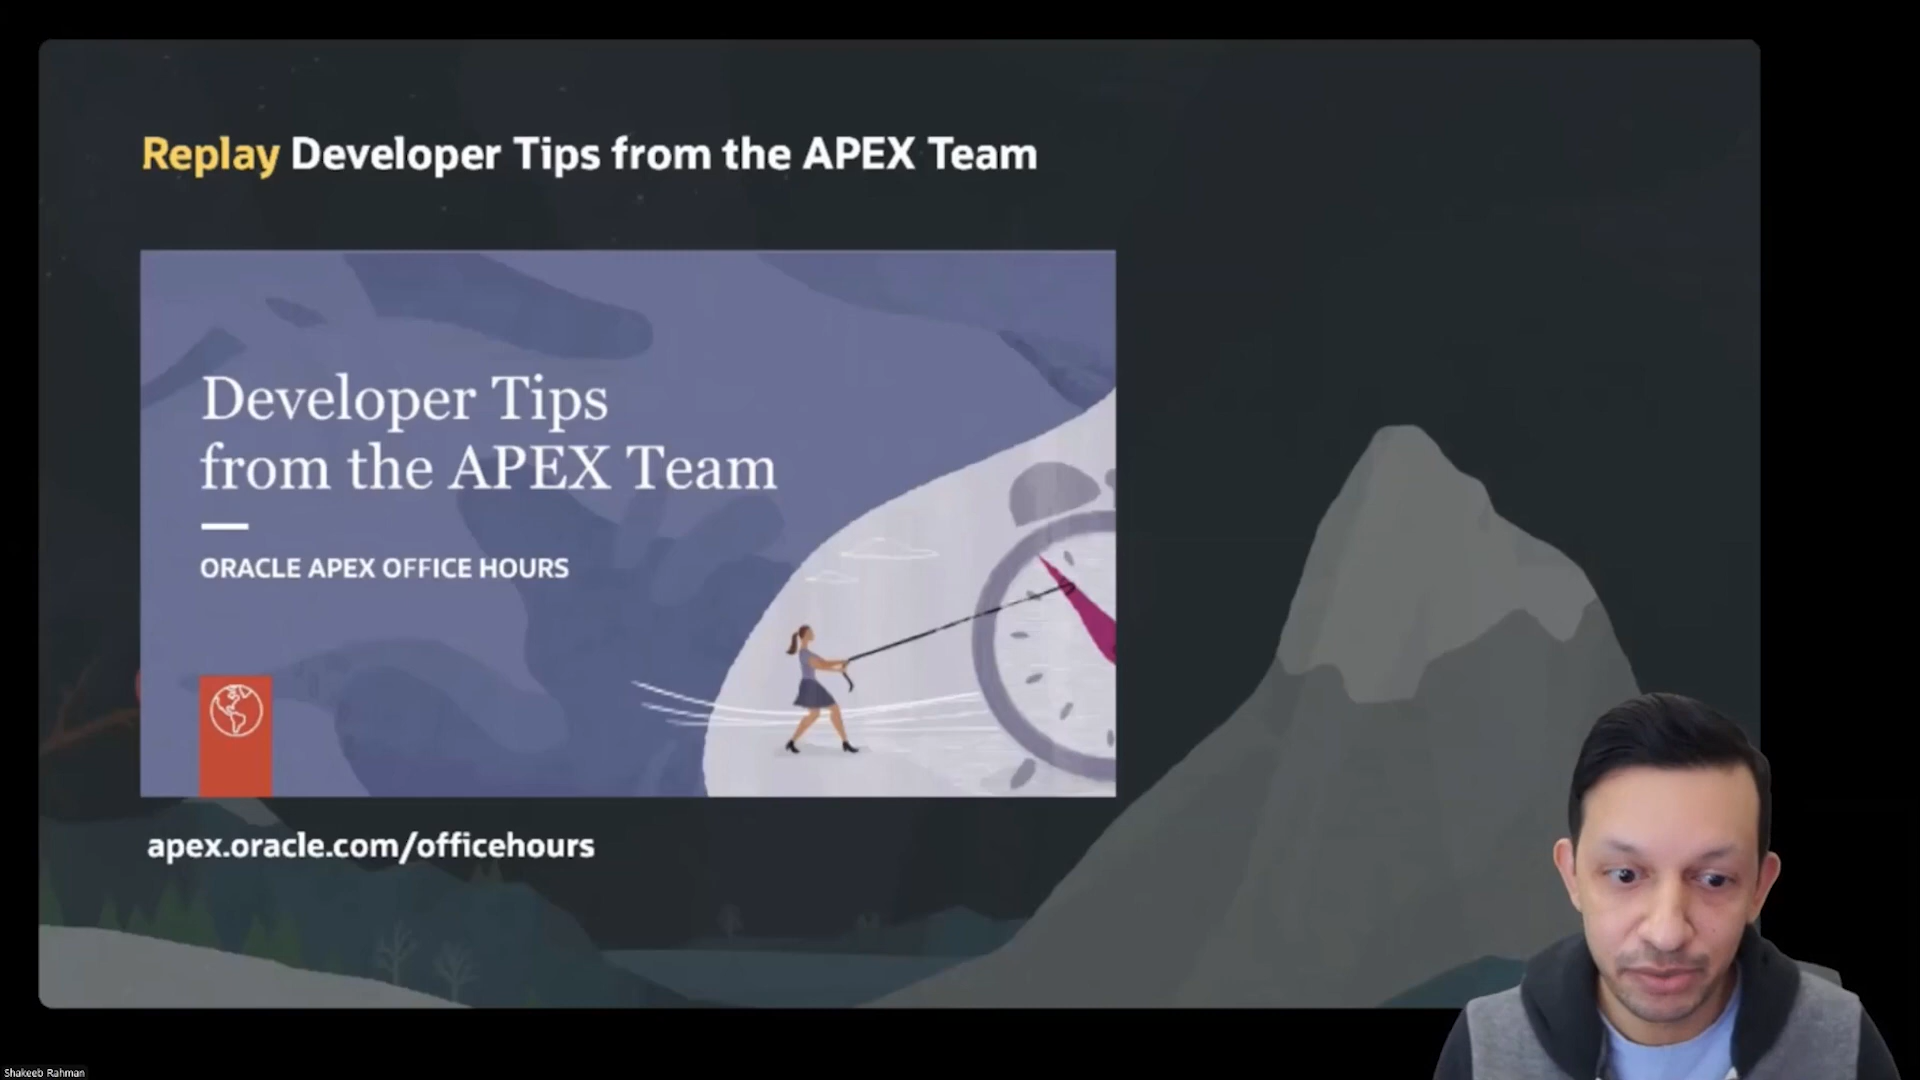 Replay Developer Tips from the APEX Team
Developer Tips
from the APEX Team
ORACLE APEX OFFICE HOURS
apex.oracle.com/officehours
Shakeeb Rahman